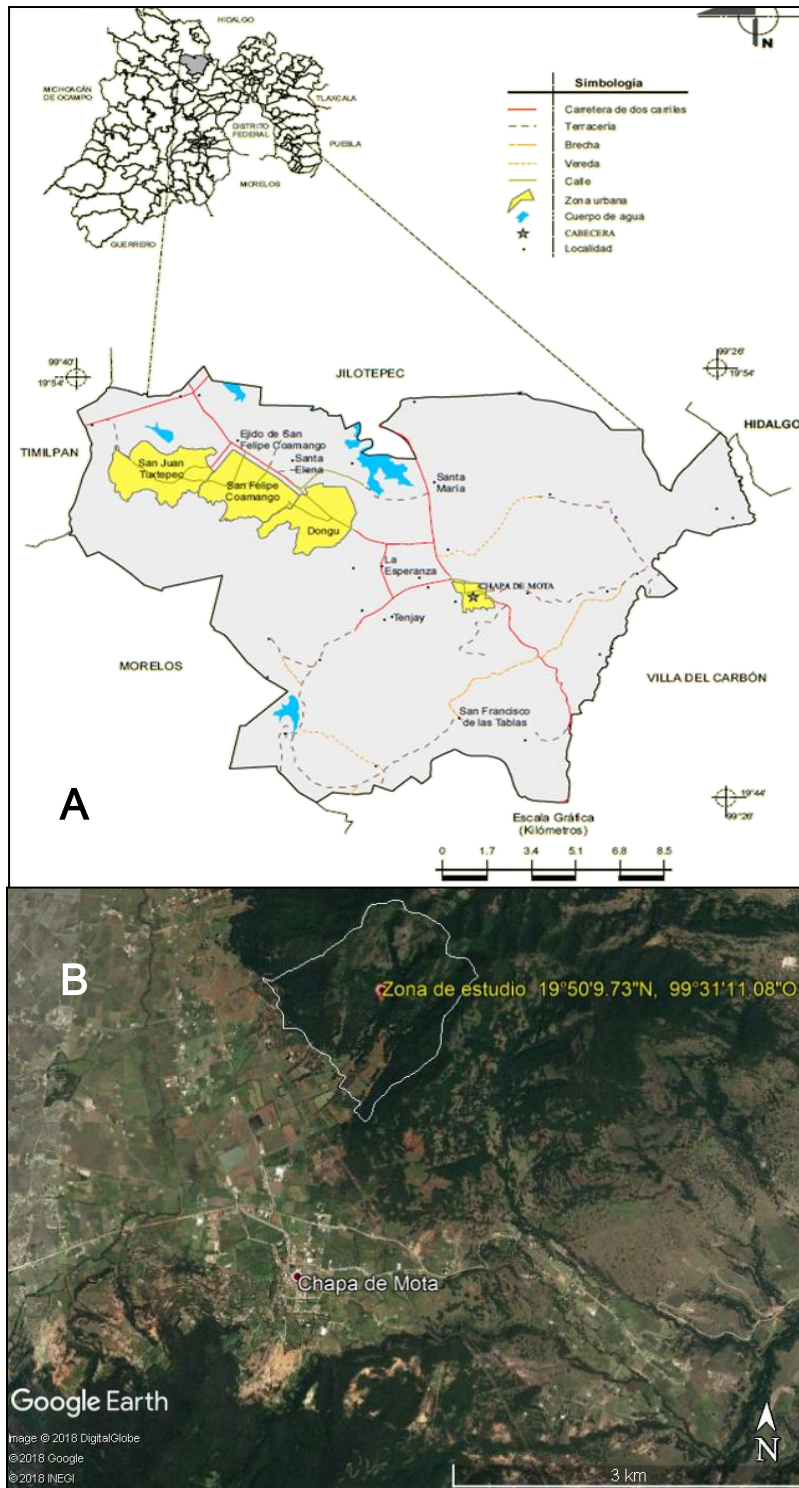 HIDALGO
MICHOACÁN
DE OCAMPO
TLAXCALA
DISTRITO
FEDERAL
PUEBLA
MORELOS
GUERRERO
N
Simbología
Carretera de dos carriles
Terracería
Brecha
Vereda
Calle
Zona urbana
Cuerpo de agua
CABECERA
Localidad
99°40'
19°54'
JILOTEPEC
99°26'
19°54'
HIDALGO
TIMILPAN
Ejido de San
Felipe Coamango
Santa
Elena
San Juan
Tuxtepec
San Felipe
Coamango
Santa
María
Dongu
La
Esperanza
CHAPA DE MOTA
Tenjay
MORELOS
VILLA DEL CARBÓN
San Francisco
de las Tablas
A
19°44'
99°26'
Escala Gráfica
(Kilómetros)
0 1.7 3.4 5.1 6.8 8.5
B
Zona de estudio 19°50'9.73"N, 99°31'11.08"O
Chapa de Mota
Google Earth
Image © 2018 DigitalGlobe
© 2018 Google
© 2018 INEGI
N
3 km